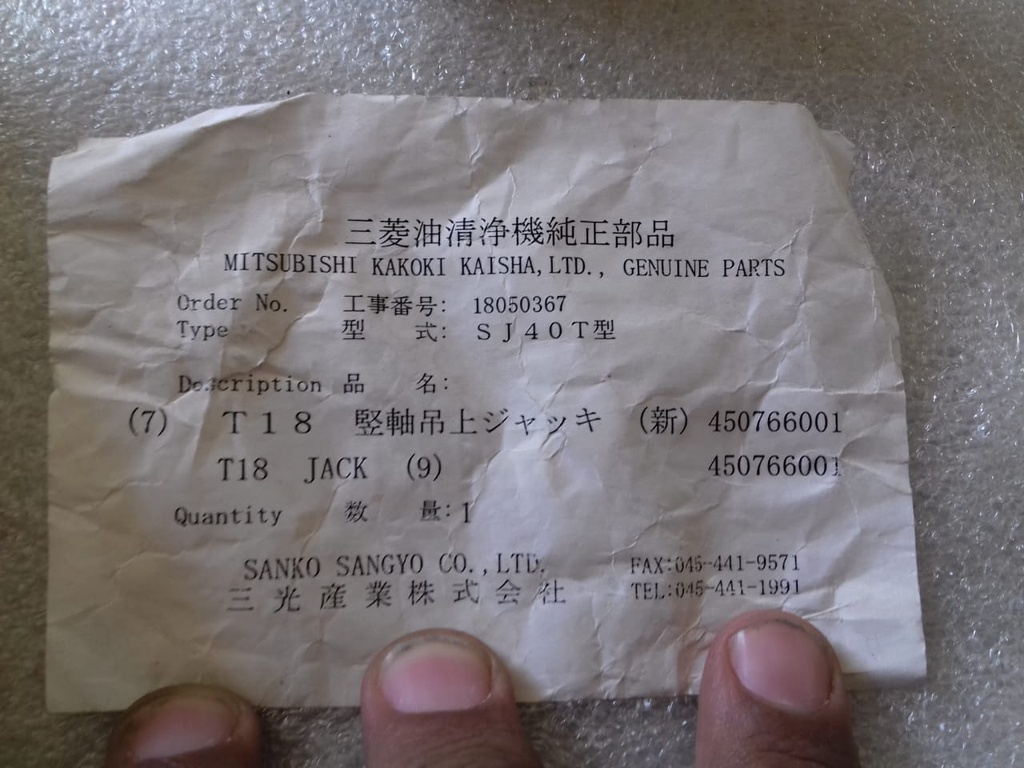 三菱油清浄機純正部品
MITSUBISHI KAKOKI KAISHA,LTD., GENUINE PARTS
Order No. 工事番号: 18050367
Type 型 式: ＳＪ４０Ｔ型
Description 品 名:
(7) Ｔ１８ 竪軸吊上ジャッキ (新) 450766001
T18 JACK (9) 450766001
Quantity 数 量: 1
SANKO SANGYO CO.,LTD. FAX:045-441-9571
三光産業株式会社 TEL:045-441-1991